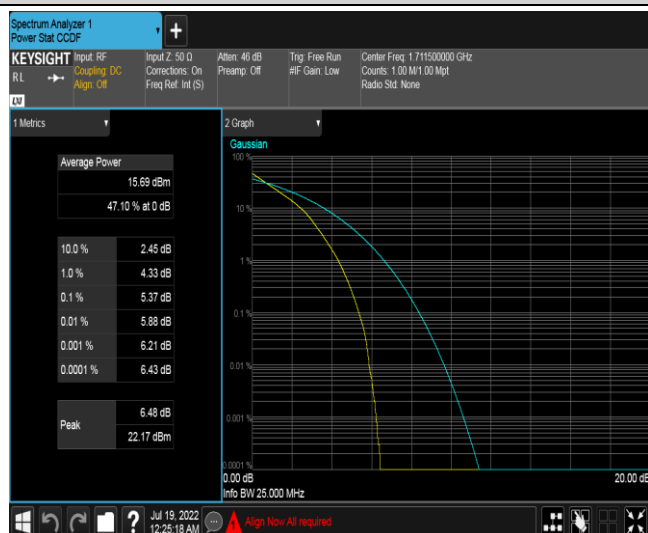 Spectrum Analyzer 1
Power Stat CCDF
+
KEYSIGHT
RL
LXI
Input: RF
Coupling: DC
Align: Off
Input Z: 50 Ω
Corrections: On
Freq Ref: Int (S)
Atten: 46 dB
Preamp: Off
Trig: Free Run
#IF Gain: Low
Center Freq: 1.711500000 GHz
Counts: 1.00 M/1.00 Mpt
Radio Std: None
1 Metrics
Average Power
15.69 dBm
47.10 % at 0 dB
10.0 % 2.45 dB
1.0 % 4.33 dB
0.1 % 5.37 dB
0.01 % 5.88 dB
0.001 % 6.21 dB
0.0001 % 6.43 dB
Peak
6.48 dB
22.17 dBm
2 Graph
Gaussian
100 %
10 %
1 %
0.1 %
0.01 %
0.001 %
0.0001 %
0.00 dB
20.00 dB
Info BW 25.000 MHz
?
Jul 19, 2022
12:25:18 AM
Align Now All required